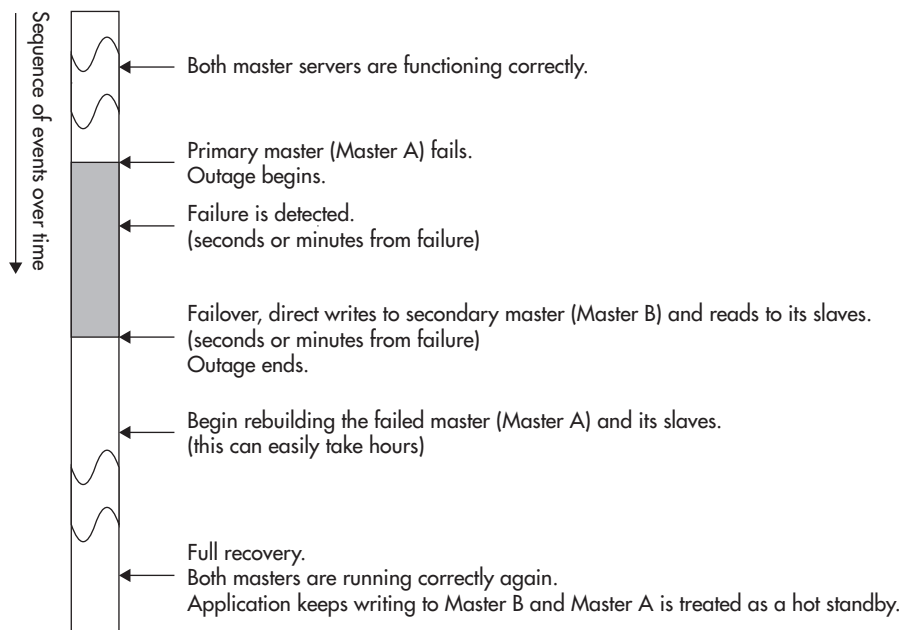 Sequence of events over time
Both master servers are functioning correctly.
Primary master (Master A) fails.
Outage begins.
Failure is detected.
(seconds or minutes from failure)
Failover, direct writes to secondary master (Master B) and reads to its slaves.
(seconds or minutes from failure)
Outage ends.
Begin rebuilding the failed master (Master A) and its slaves.
(this can easily take hours)
Full recovery.
Both masters are running correctly again.
Application keeps writing to Master B and Master A is treated as a hot standby.